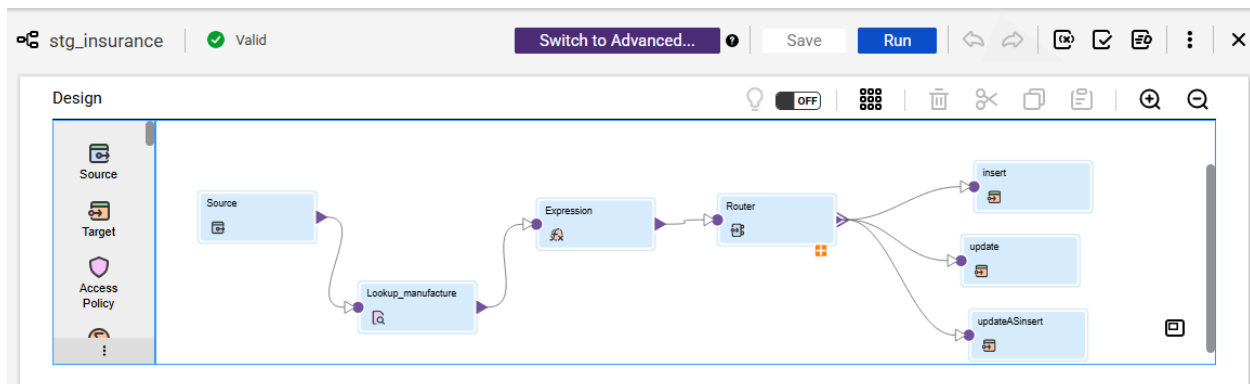 stg_insurance
Valid
Switch to Advanced...
?
Save
Run
Design
OFF
Source
Target
Access
Policy
Source
Lookup_manufacture
Expression
Router
insert
update
updateASinsert